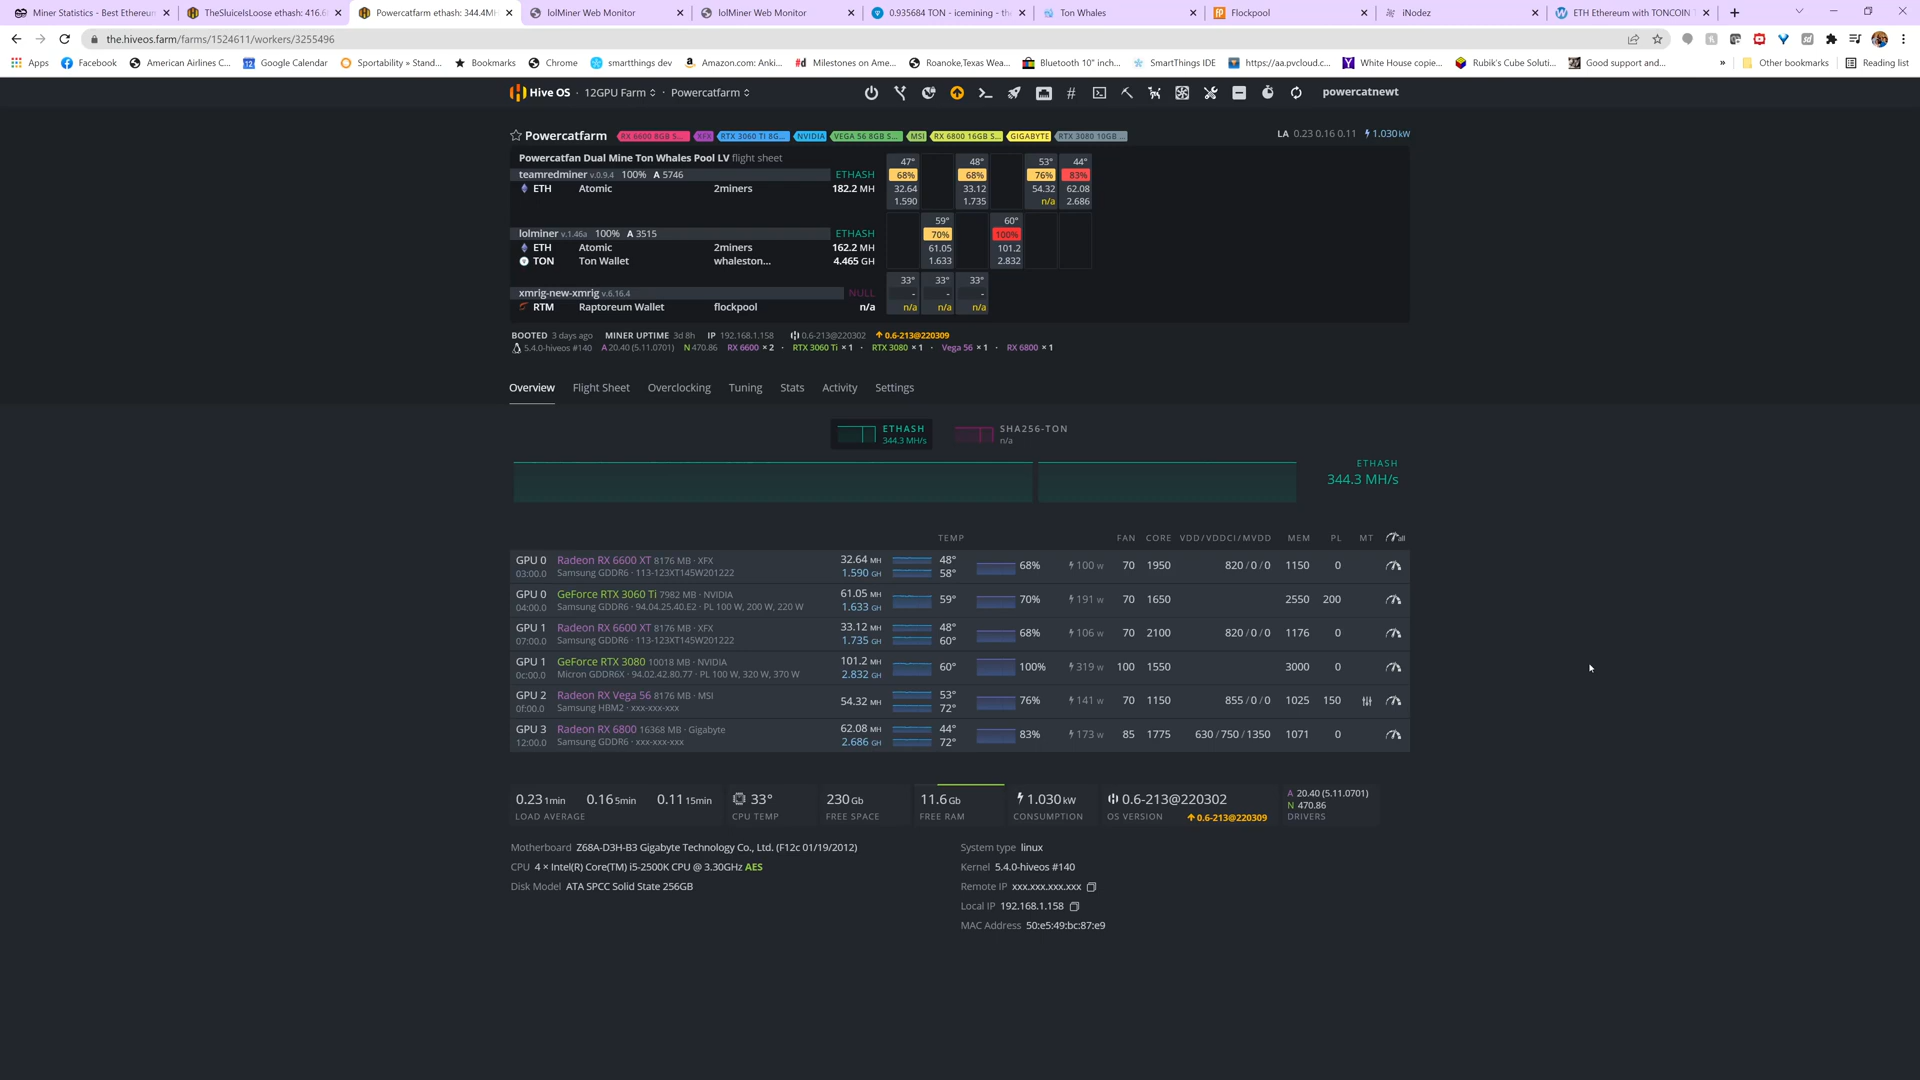 Miner Statistics - Best Ethereum
TheSluiceIsLoose ethash: 416.6
Powercatfarm ethash: 344.4MH
lolMiner Web Monitor
lolMiner Web Monitor
0.935684 TON - icemining - th
Ton Whales
Flockpool
iNodez
ETH Ethereum with TONCOIN
the.hiveos.farm/farms/1524611/workers/3255496
Apps
Facebook
American Airlines C...
Google Calendar
Sportability » Stand...
Bookmarks
Chrome
smartthings dev
Amazon.com: Anki...
Milestones on Ame...
Roanoke,Texas Wea...
Bluetooth 10" inch...
SmartThings IDE
https://aa.pvcloud.c...
White House copie...
Rubik's Cube Soluti...
Good support and...
»
Other bookmarks
Reading list
Hive OS · 12GPU Farm · Powercatfarm
powercatnewt
Powercatfarm RX 6600 8GB S... XFX RTX 3060 TI 8G... NVIDIA VEGA 56 8GB S... MSI RX 6800 16GB S... GIGABYTE RTX 3080 10GB ...
LA 0.23 0.16 0.11 1.030 kW
Powercatfan Dual Mine Ton Whales Pool LV flight sheet
47° 48° 53° 44°
teamredminer v.0.9.4 100% A 5746 ETHASH 68% 68% 76% 83%
ETH Atomic 2miners 182.2 MH 32.64 33.12 54.32 62.08
1.590 1.735 n/a 2.686
59° 60°
lolminer v.1.46a 100% A 3515 ETHASH 70% 100%
ETH Atomic 2miners 162.2 MH 61.05 101.2
TON Ton Wallet whaleston... 4.465 GH 1.633 2.832
33° 33° 33°
xmrig-new-xmrig v.6.16.4 NULL - - -
RTM Raptoreum Wallet flockpool n/a n/a n/a n/a
BOOTED 3 days ago MINER UPTIME 3d 8h IP 192.168.1.158 0.6-213@220302 0.6-213@220309
5.4.0-hiveos #140 A 20.40 (5.11.0701) N 470.86 RX 6600 × 2 · RTX 3060 Ti × 1 · RTX 3080 × 1 · Vega 56 × 1 · RX 6800 × 1
Overview
Flight Sheet
Overclocking
Tuning
Stats
Activity
Settings
ETHASH
344.3 MH/s
SHA256-TON
n/a
ETHASH
344.3 MH/s
TEMP FAN CORE VDD/VDDCI/MVDD MEM PL MT all
GPU 0 Radeon RX 6600 XT 8176 MB · XFX 32.64 MH 48° 68% 100 W 70 1950 820 / 0 / 0 1150 0
03:00.0 Samsung GDDR6 · 113-123XT145W201222 1.590 GH 58°
GPU 0 GeForce RTX 3060 Ti 7982 MB · NVIDIA 61.05 MH 59° 70% 191 W 70 1650 2550 200
04:00.0 Samsung GDDR6 · 94.04.25.40.E2 · PL 100 W, 200 W, 220 W 1.633 GH
GPU 1 Radeon RX 6600 XT 8176 MB · XFX 33.12 MH 48° 68% 106 W 70 2100 820 / 0 / 0 1176 0
07:00.0 Samsung GDDR6 · 113-123XT145W201222 1.735 GH 60°
GPU 1 GeForce RTX 3080 10018 MB · NVIDIA 101.2 MH 60° 100% 319 W 100 1550 3000 0
0c:00.0 Micron GDDR6X · 94.02.42.80.77 · PL 100 W, 320 W, 370 W 2.832 GH
GPU 2 Radeon RX Vega 56 8176 MB · MSI 54.32 MH 53° 76% 141 W 70 1150 855 / 0 / 0 1025 150
0f:00.0 Samsung HBM2 · xxx-xxx-xxx 72°
GPU 3 Radeon RX 6800 16368 MB · Gigabyte 62.08 MH 44° 83% 173 W 85 1775 630 / 750 / 1350 1071 0
12:00.0 Samsung GDDR6 · xxx-xxx-xxx 2.686 GH 72°
0.23 1min 0.16 5min 0.11 15min
LOAD AVERAGE
33°
CPU TEMP
230 Gb
FREE SPACE
11.6 Gb
FREE RAM
1.030 kW
CONSUMPTION
0.6-213@220302
OS VERSION 0.6-213@220309
A 20.40 (5.11.0701)
N 470.86
DRIVERS
Motherboard Z68A-D3H-B3 Gigabyte Technology Co., Ltd. (F12c 01/19/2012)
CPU 4 × Intel(R) Core(TM) i5-2500K CPU @ 3.30GHz AES
Disk Model ATA SPCC Solid State 256GB
System type linux
Kernel 5.4.0-hiveos #140
Remote IP xxx.xxx.xxx.xxx
Local IP 192.168.1.158
MAC Address 50:e5:49:bc:87:e9